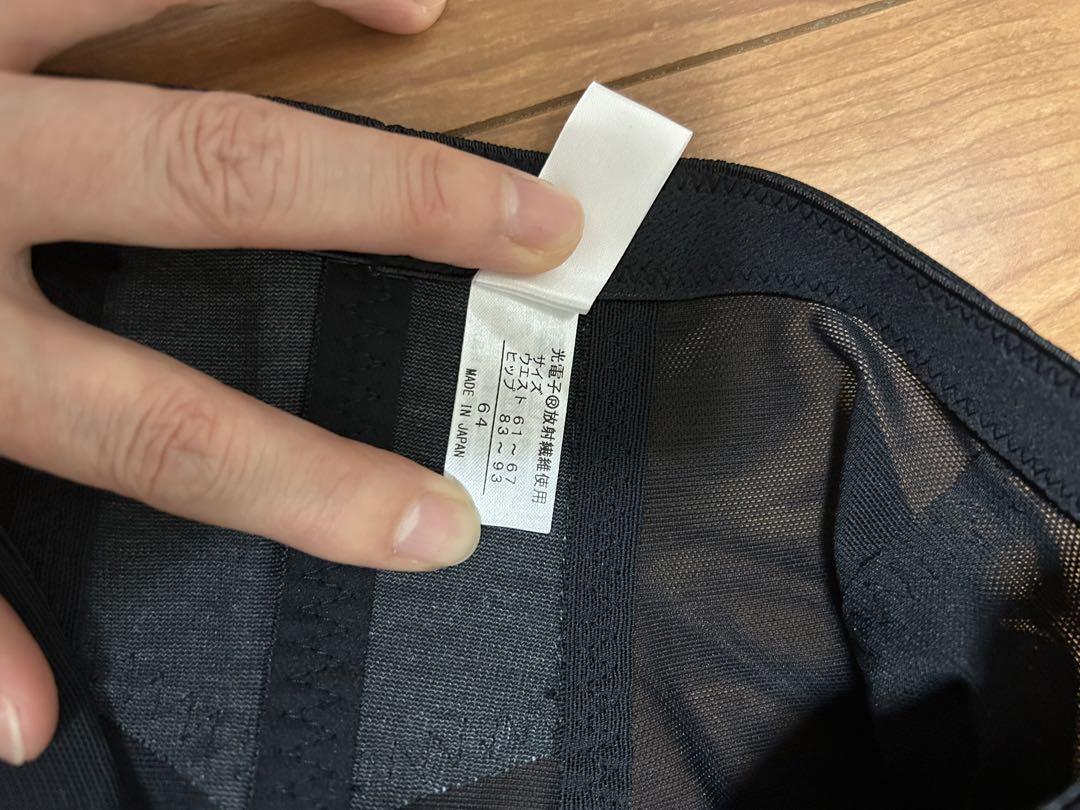 光電子®放射繊維使用
サイズ
ウエスト 61～67
ヒップ 83～93
64
MADE IN JAPAN